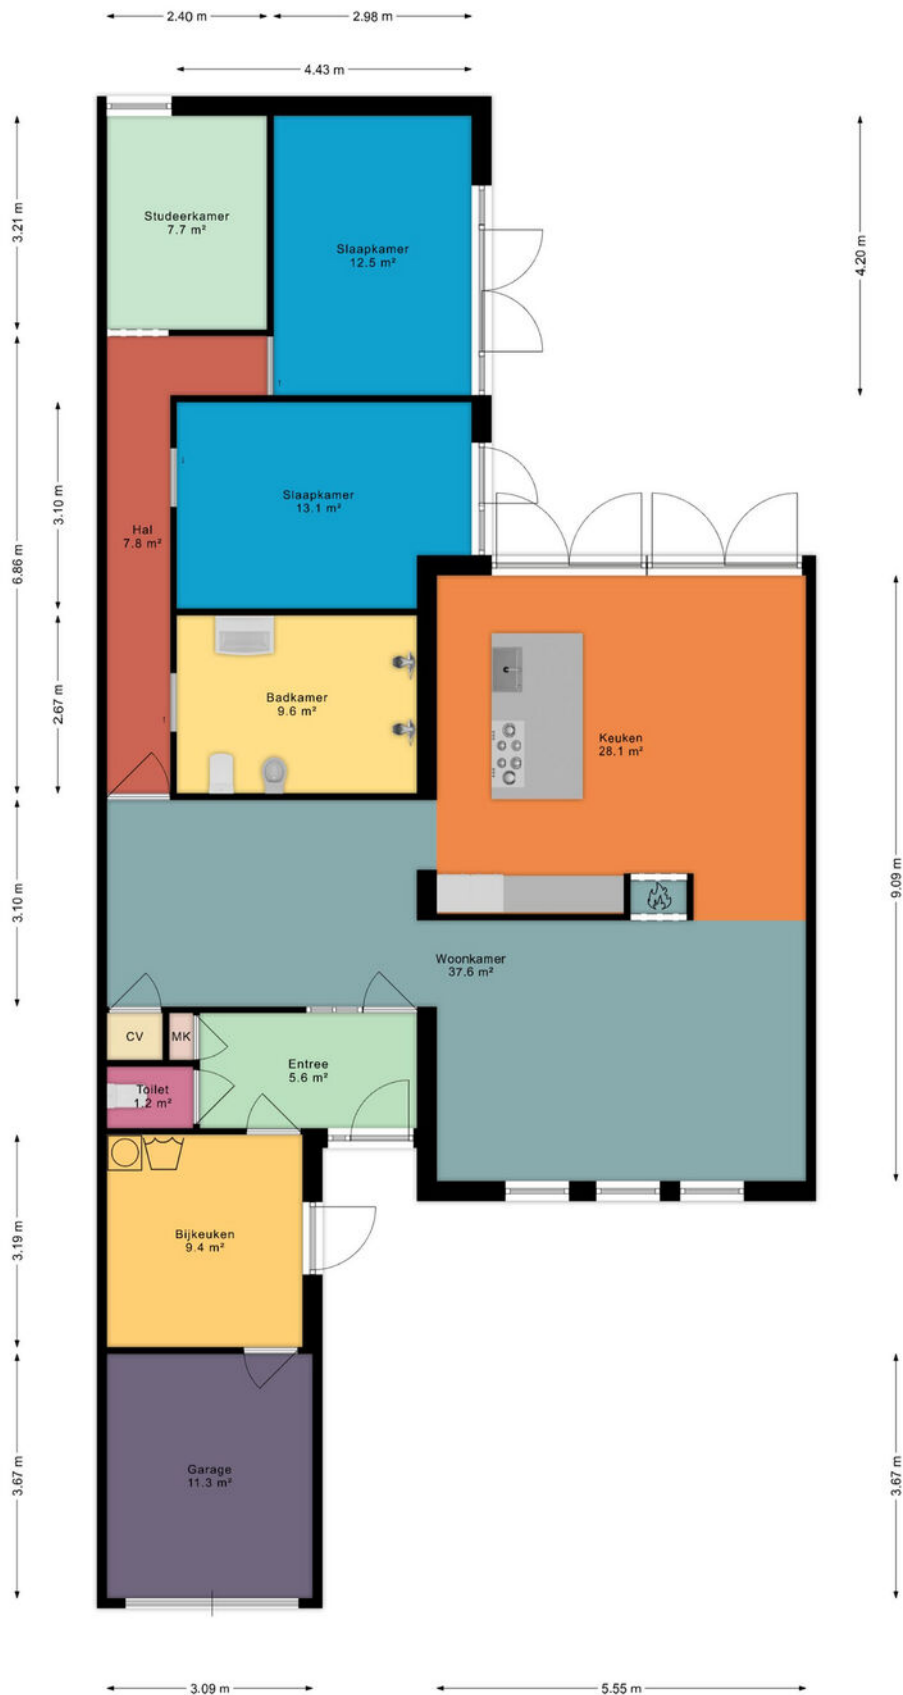 2.40 m
2.98 m
4.43 m
3.21 m
4.20 m
Studeerkamer
7.7 m²
Slaapkamer
12.5 m²
6.86 m
3.10 m
Slaapkamer
13.1 m²
Hal
7.8 m²
2.67 m
Badkamer
9.6 m²
Keuken
28.1 m²
3.10 m
9.09 m
Woonkamer
37.6 m²
CV
MK
Entree
5.6 m²
Toilet
1.2 m²
3.19 m
Bijkeuken
9.4 m²
3.67 m
Garage
11.3 m²
3.67 m
3.09 m
5.55 m